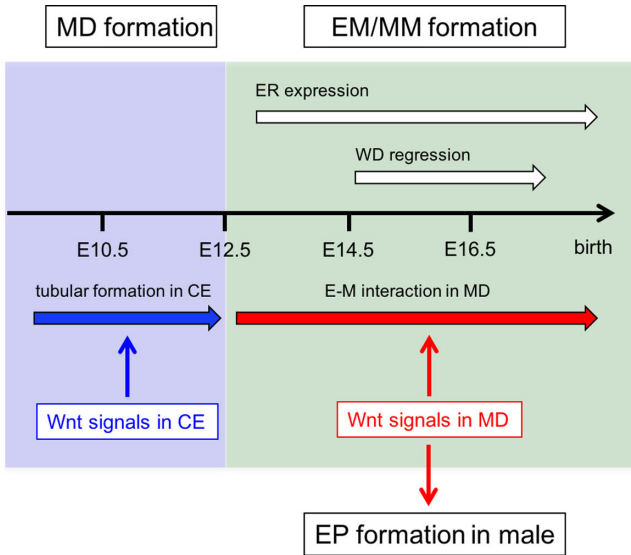 MD formation
EM/MM formation
ER expression
WD regression
E10.5
E12.5
E14.5
E16.5
birth
tubular formation in CE
E-M interaction in MD
Wnt signals in CE
Wnt signals in MD
EP formation in male